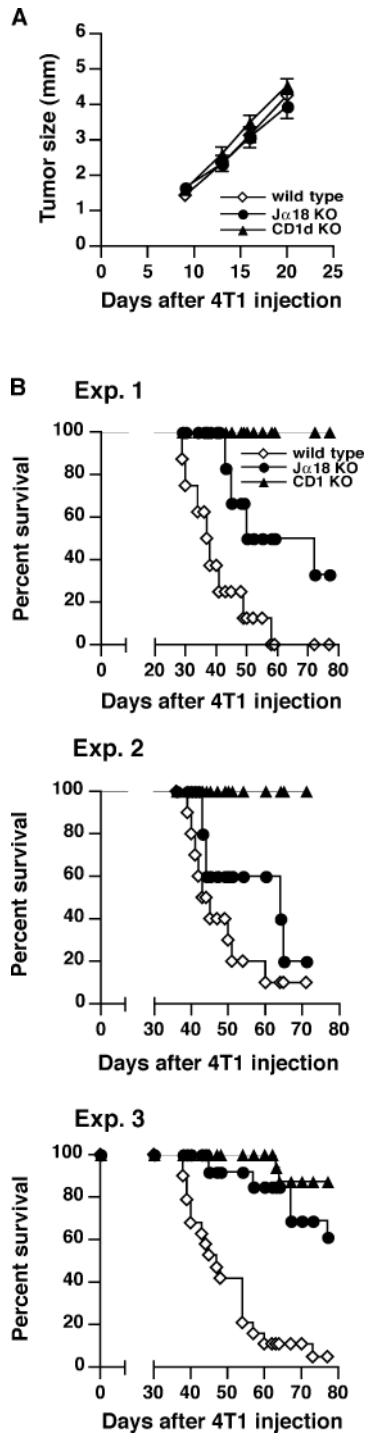 A
Tumor size (mm)
6
5
4
3
2
1
0
wild type
Jα18 KO
CD1d KO
0 5 10 15 20 25
Days after 4T1 injection
B Exp. 1
Percent survival
100
80
60
40
20
0
wild type
Jα18 KO
CD1 KO
0 20 30 40 50 60 70 80
Days after 4T1 injection
Exp. 2
Percent survival
100
80
60
40
20
0
0 30 40 50 60 70 80
Days after 4T1 injection
Exp. 3
Percent survival
100
80
60
40
20
0
0 30 40 50 60 70 80
Days after 4T1 injection